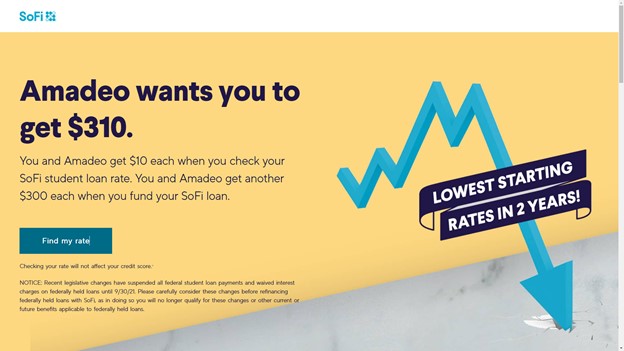 SoFi
Amadeo wants you to
get $310.
You and Amadeo get $10 each when you check your
SoFi student loan rate. You and Amadeo get another
$300 each when you fund your SoFi loan.
LOWEST STARTING
RATES IN 2 YEARS!
Find my rate
Checking your rate will not affect your credit score.
NOTICE: Recent legislative changes have suspended all federal student loan payments and waived interest
charges on federally held loans until 9/30/21. Please carefully consider these changes before refinancing
federally held loans with SoFi, as in doing so you will no longer qualify for these changes or other current or
future benefits applicable to federally held loans.